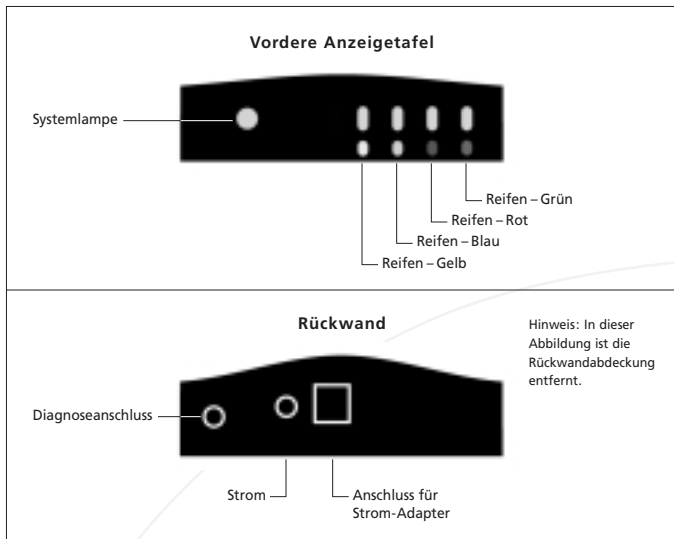 Vordere Anzeigetafel
Systemlampe
Reifen – Grün
Reifen – Rot
Reifen – Blau
Reifen – Gelb
Rückwand
Hinweis: In dieser
Abbildung ist die
Rückwandabdeckung
entfernt.
Diagnoseanschluss
Strom
Anschluss für
Strom-Adapter